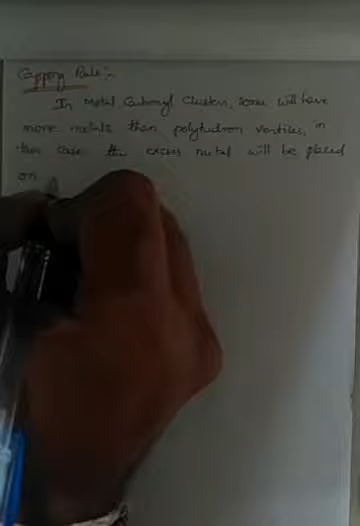 Capping Rule:-
In Metal Carbonyl Clusters, some will have
more metals than polyhedron vertices, in
this case the excess metal will be placed
on